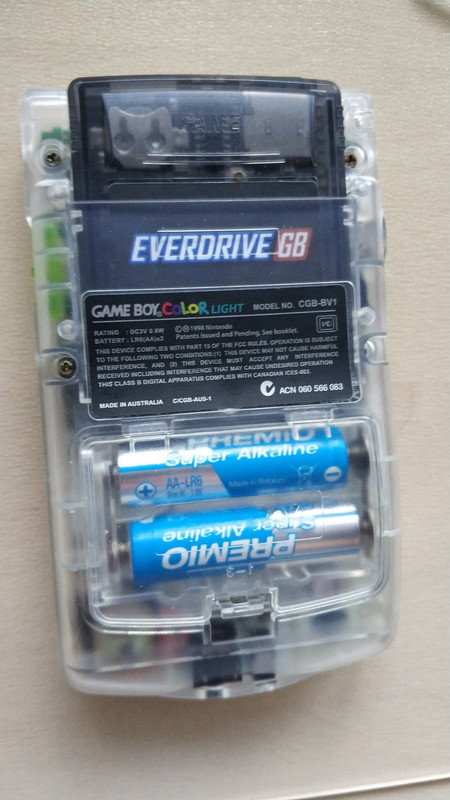 GAME
EVERDRIVE GB
GAME BOY COLOR LIGHT MODEL NO. CGB-BV1
RATING : DC3V 0.6W
BATTERY : LR6(AA)x2
©Ⓜ1998 Nintendo
Patents Issued and Pending, See booklet.
VCI
THIS DEVICE COMPLIES WITH PART 15 OF THE FCC RULES. OPERATION IS SUBJECT
TO THE FOLLOWING TWO CONDITIONS:(1) THIS DEVICE MAY NOT CAUSE HARMFUL
INTERFERENCE, AND (2) THIS DEVICE MUST ACCEPT ANY INTERFERENCE
RECEIVED INCLUDING INTERFERENCE THAT MAY CAUSE UNDESIRED OPERATION
THIS CLASS B DIGITAL APPARATUS COMPLIES WITH CANADIAN ICES-003.
ACN 060 566 083
MADE IN AUSTRALIA C/CGB-AUS-1
PREMIO
Super Alkaline
AA-LR6
Made in Belgium
Super Alkaline
PREMIO